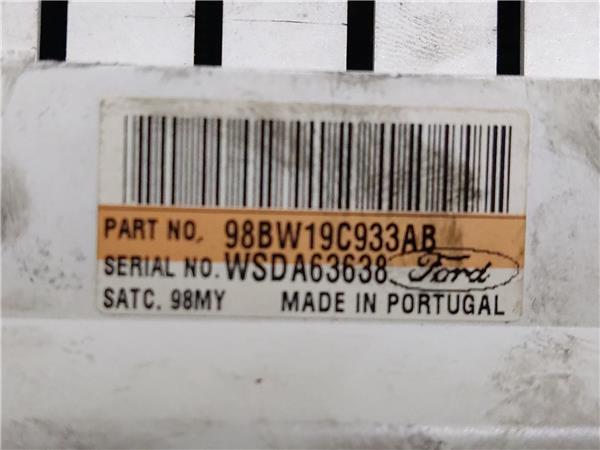 PART NO. 98BW19C933AB
SERIAL NO. WSDA63638 Ford
SATC. 98MY MADE IN PORTUGAL